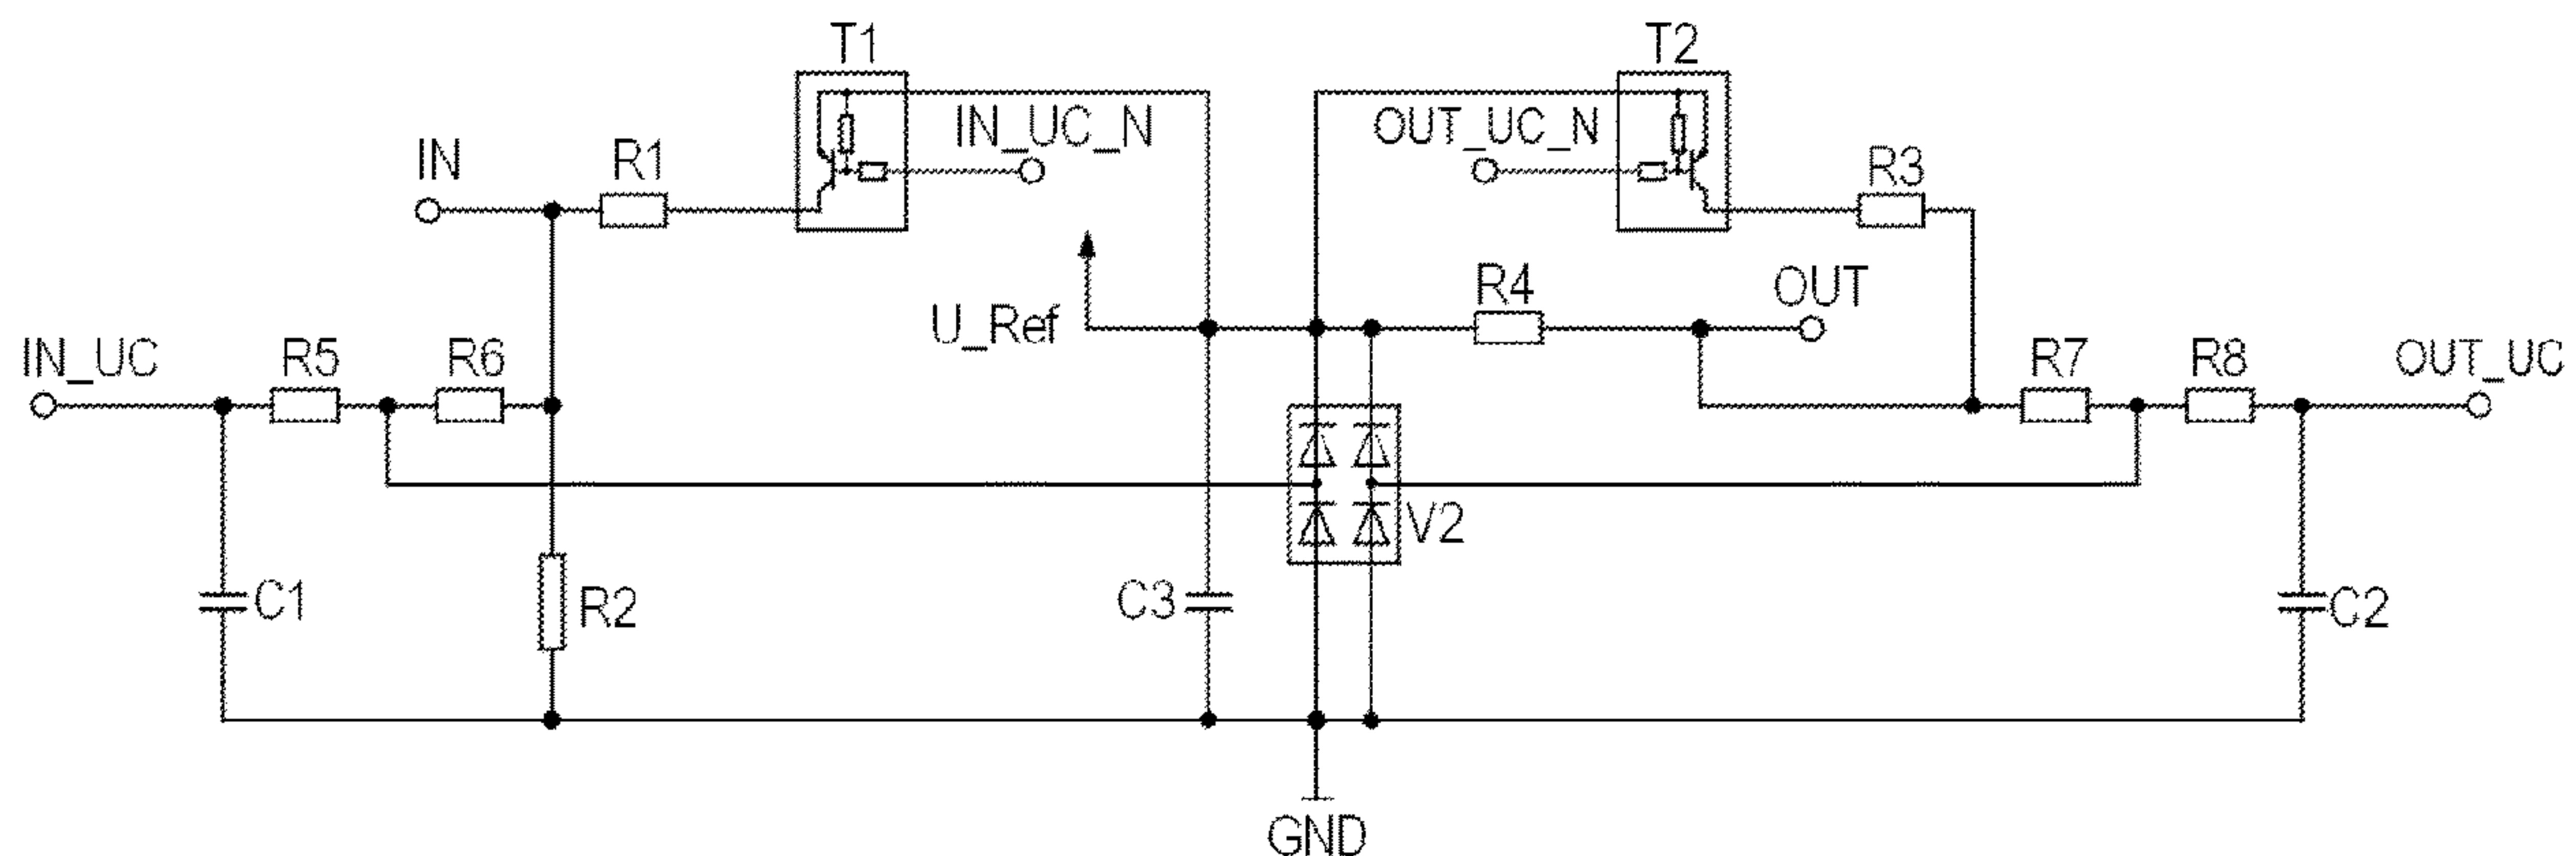 T1
T2
IN
R1
IN_UC_N
OUT_UC_N
R3
U_Ref
R4
OUT
IN_UC
R5
R6
R7
R8
OUT_UC
V2
C1
R2
C3
C2
GND